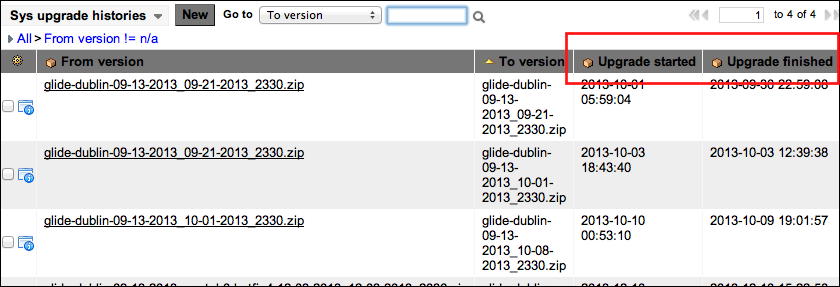 Sys upgrade histories New Go to To version 1 to 4 of 4
All > From version != n/a
From version To version Upgrade started Upgrade finished
glide-dublin-09-13-2013_09-21-2013_2330.zip
glide-dublin-
09-13-
2013_09-21-
2013_2330.zip
2013-10-01
05:59:04
2013-09-30 22:59:08
glide-dublin-09-13-2013_09-21-2013_2330.zip
glide-dublin-
09-13-
2013_10-01-
2013_2330.zip
2013-10-03
18:43:40
2013-10-03 12:39:38
glide-dublin-09-13-2013_10-01-2013_2330.zip
glide-dublin-
09-13-
2013_10-08-
2013_2330.zip
2013-10-10
00:53:10
2013-10-09 19:01:57